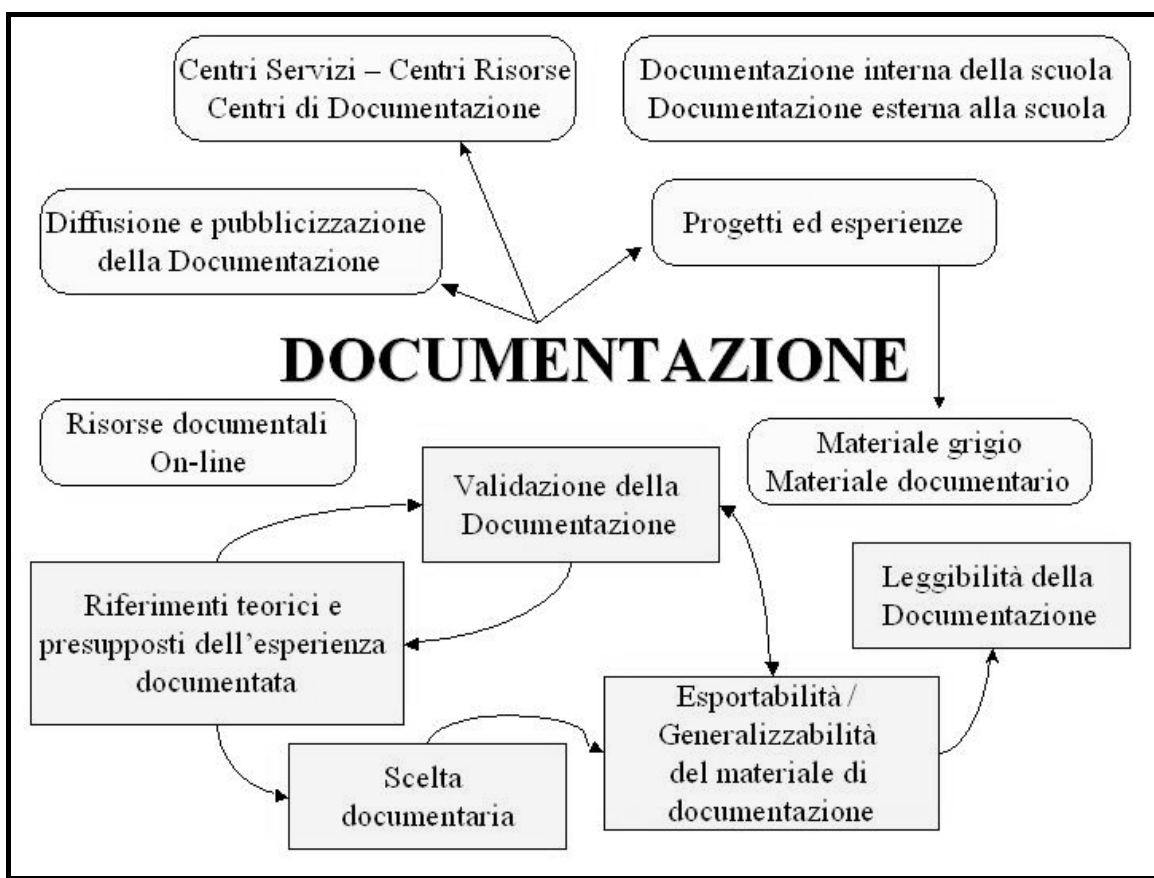 Centri Servizi – Centri Risorse
Centri di Documentazione
Documentazione interna della scuola
Documentazione esterna alla scuola
Diffusione e pubblicizzazione
della Documentazione
Progetti ed esperienze
DOCUMENTAZIONE
Risorse documentali
On-line
Materiale grigio
Materiale documentario
Validazione della
Documentazione
Leggibilità della
Documentazione
Riferimenti teorici e
presupposti dell’esperienza
documentata
Esportabilità /
Generalizzabilità
del materiale di
documentazione
Scelta
documentaria